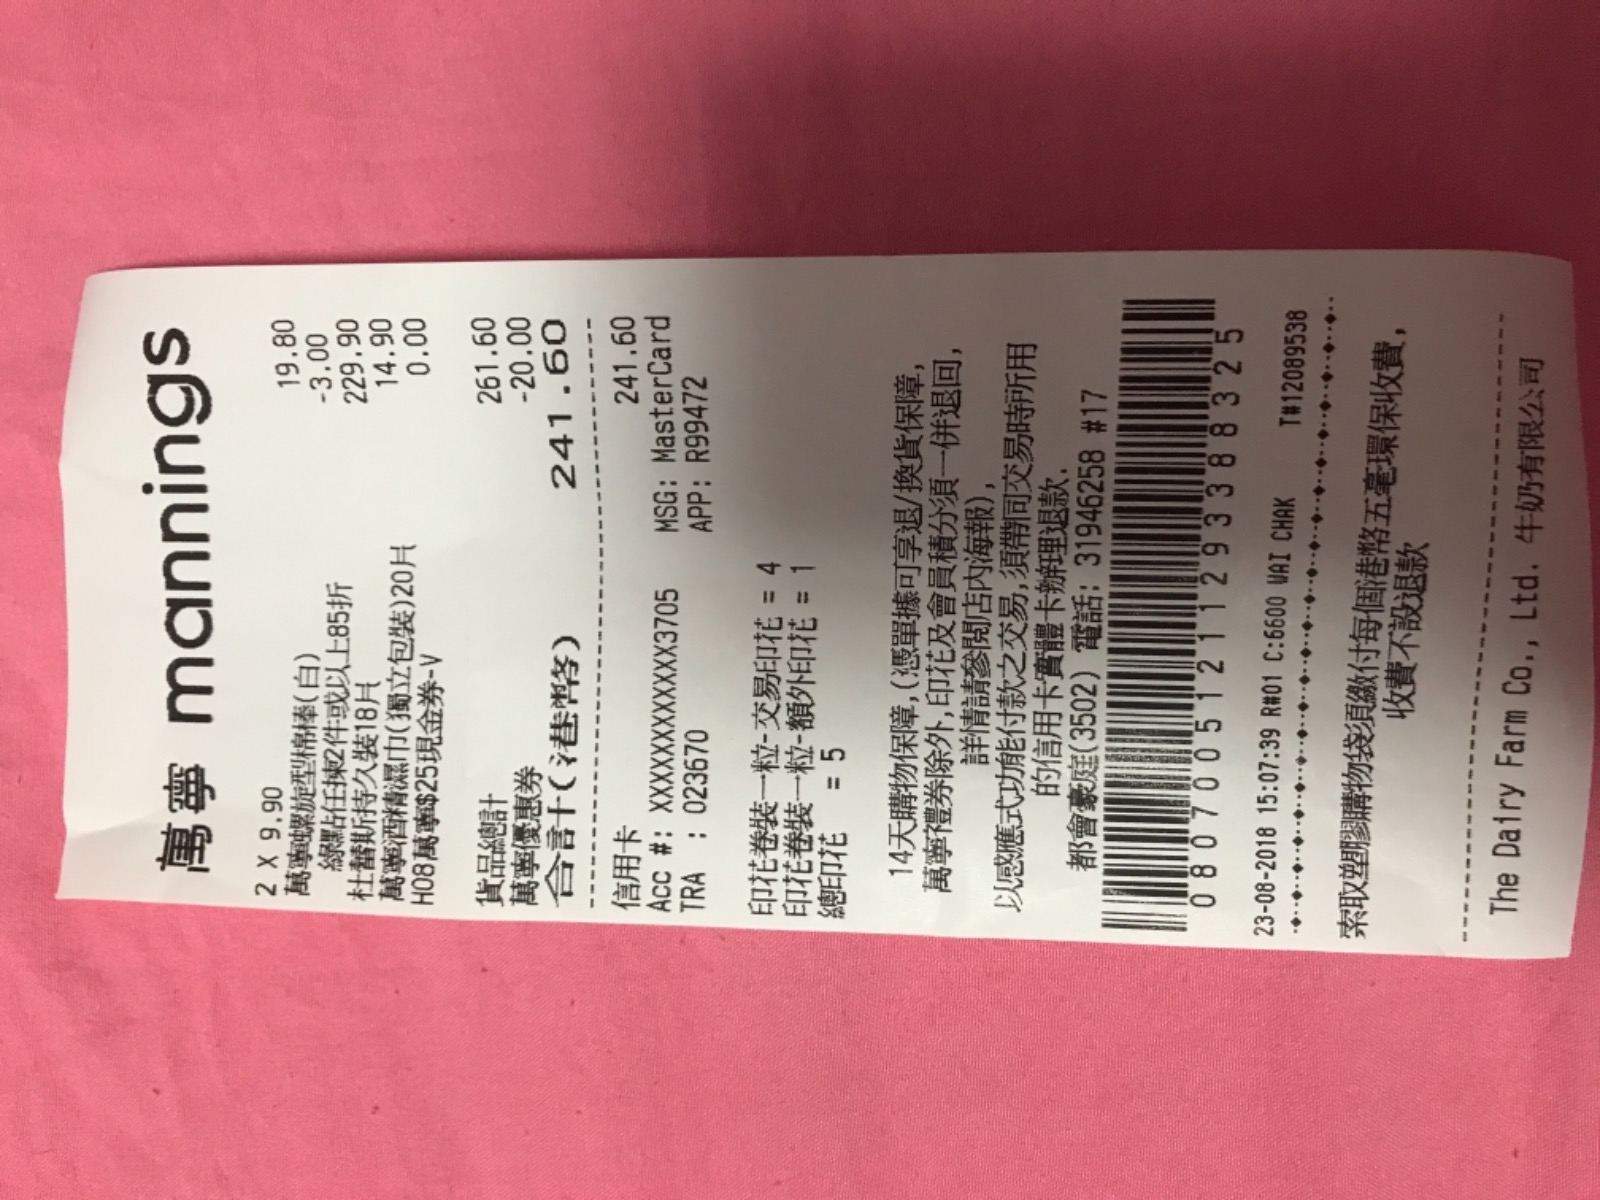 萬寧 mannings
2 X 9.90
萬寧螺旋型棉棒(白) 19.80
綠點任揀2件或以上85折 -3.00
杜蕾斯持久裝18片 229.90
萬寧酒精濕巾(獨立包裝)20片 14.90
H08萬寧$25現金券-V 0.00
貨品總計 261.60
萬寧優惠券 -20.00
合計(港幣) 241.60
信用卡 241.60
ACC #: XXXXXXXXXXXX3705 MSG: MasterCard
TRA : 023670 APP: R99472
印花卷裝一粒-交易印花 = 4
印花卷裝一粒-額外印花 = 1
總印花 = 5
14天購物保障,(憑單據可享退/換貨保障,
萬寧禮券除外,印花及會員積分須一併退回,
詳情請參閱店內海報),
以感應式功能付款之交易,須帶同交易時所用
的信用卡實體卡辦理退款.
都會豪庭(3502) 電話: 31946258 #17
0807005121129338832 5
23-08-2018 15:07:39 R#01 C:6600 WAI CHAK T#12089538
索取塑膠購物袋須繳付每個港幣五毫環保收費,
收費不設退款
The Dairy Farm Co., Ltd. 牛奶有限公司